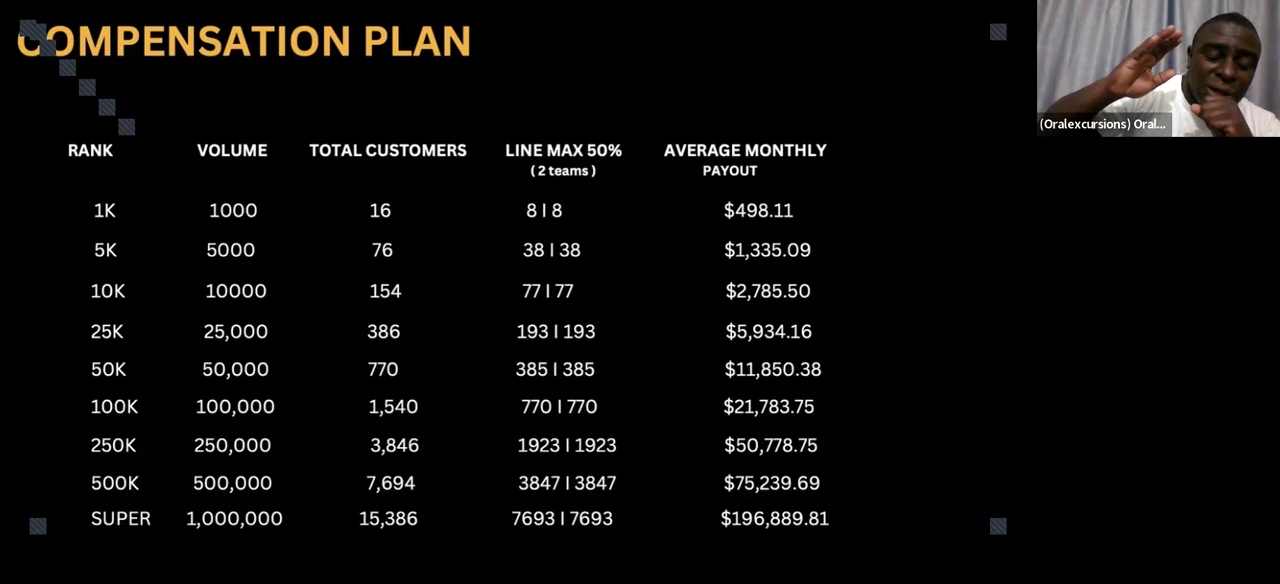 COMPENSATION PLAN
(Oralexcursions) Oral...
RANK VOLUME TOTAL CUSTOMERS LINE MAX 50% AVERAGE MONTHLY
( 2 teams ) PAYOUT
1K 1000 16 8 I 8 $498.11
5K 5000 76 38 I 38 $1,335.09
10K 10000 154 77 I 77 $2,785.50
25K 25,000 386 193 I 193 $5,934.16
50K 50,000 770 385 I 385 $11,850.38
100K 100,000 1,540 770 I 770 $21,783.75
250K 250,000 3,846 1923 I 1923 $50,778.75
500K 500,000 7,694 3847 I 3847 $75,239.69
SUPER 1,000,000 15,386 7693 I 7693 $196,889.81